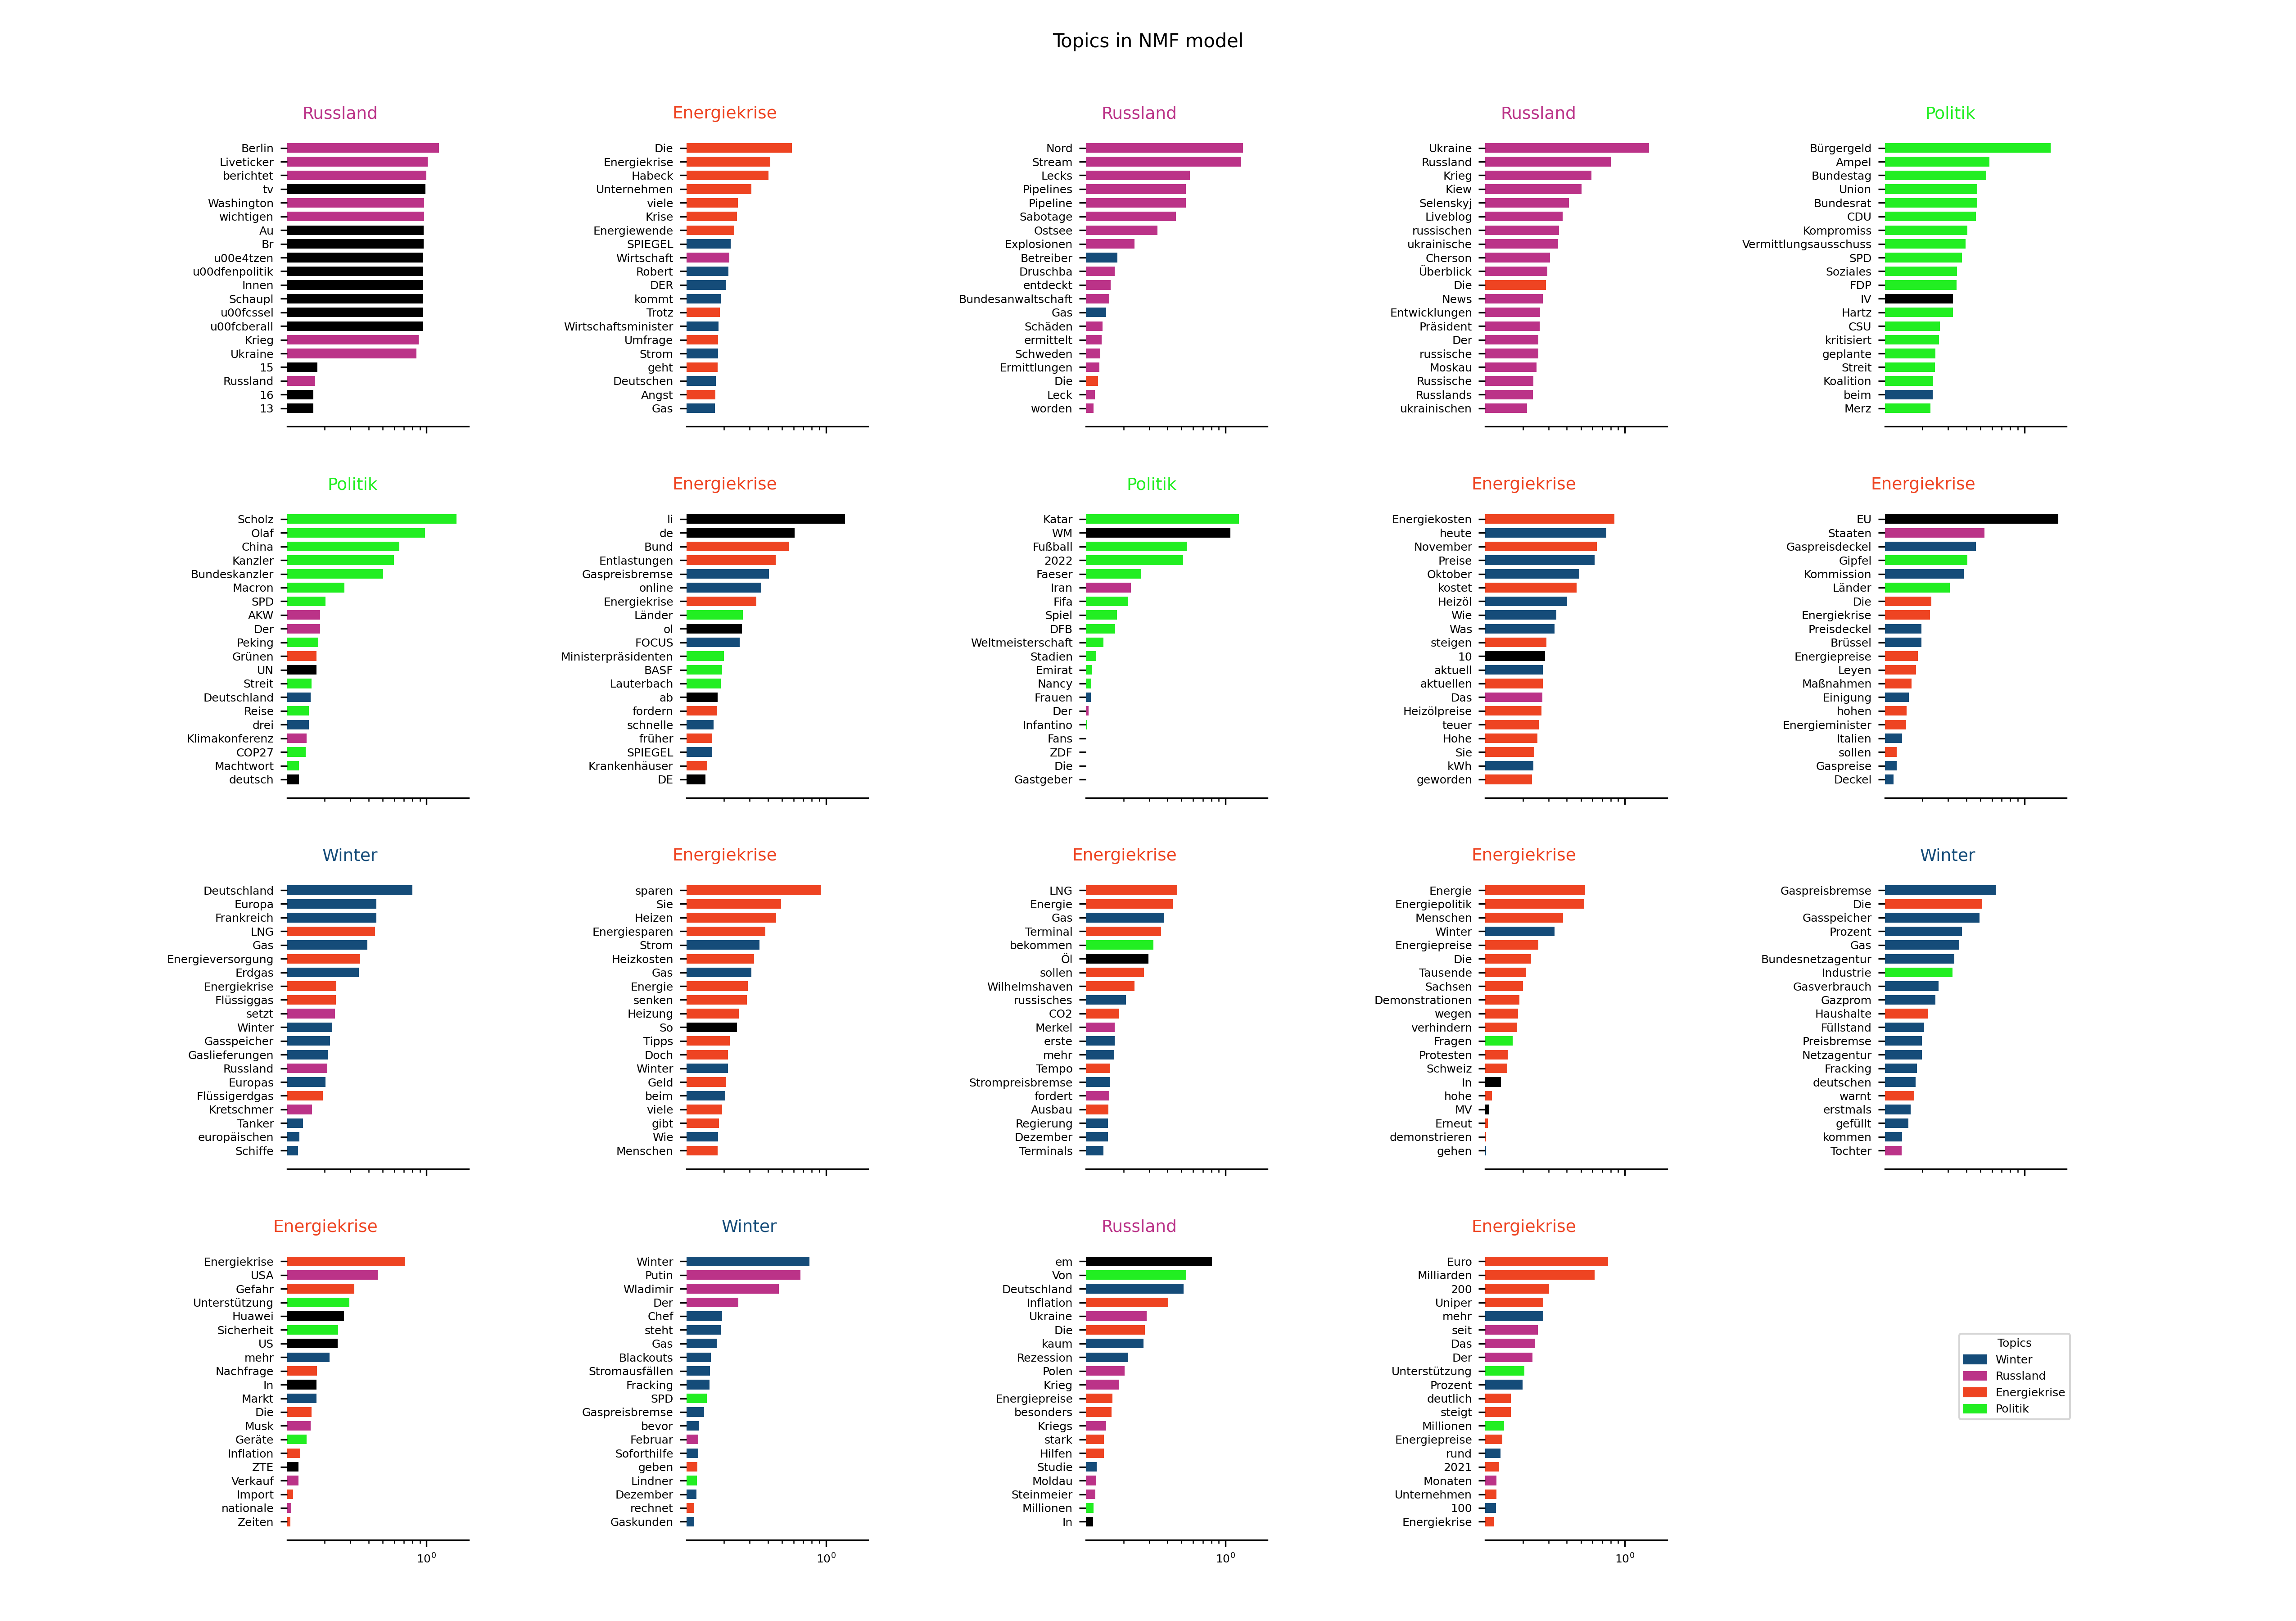 Topics in NMF model
Russland
Berlin
Liveticker
berichtet
tv
Washington
wichtigen
Au
Br
u00e4tzen
u00dfenpolitik
Innen
Schaupl
u00fcssel
u00fcberall
Krieg
Ukraine
15
Russland
16
13
Energiekrise
Die
Energiekrise
Habeck
Unternehmen
viele
Krise
Energiewende
SPIEGEL
Wirtschaft
Robert
DER
kommt
Trotz
Wirtschaftsminister
Umfrage
Strom
geht
Deutschen
Angst
Gas
Russland
Nord
Stream
Lecks
Pipelines
Pipeline
Sabotage
Ostsee
Explosionen
Betreiber
Druschba
entdeckt
Bundesanwaltschaft
Gas
Schäden
ermittelt
Schweden
Ermittlungen
Die
Leck
worden
Russland
Ukraine
Russland
Krieg
Kiew
Selenskyj
Liveblog
russischen
ukrainische
Cherson
Überblick
Die
News
Entwicklungen
Präsident
Der
russische
Moskau
Russische
Russlands
ukrainischen
Politik
Bürgergeld
Ampel
Bundestag
Union
Bundesrat
CDU
Kompromiss
Vermittlungsausschuss
SPD
Soziales
FDP
IV
Hartz
CSU
kritisiert
geplante
Streit
Koalition
beim
Merz
Politik
Scholz
Olaf
China
Kanzler
Bundeskanzler
Macron
SPD
AKW
Der
Peking
Grünen
UN
Streit
Deutschland
Reise
drei
Klimakonferenz
COP27
Machtwort
deutsch
Energiekrise
li
de
Bund
Entlastungen
Gaspreisbremse
online
Energiekrise
Länder
ol
FOCUS
Ministerpräsidenten
BASF
Lauterbach
ab
fordern
schnelle
früher
SPIEGEL
Krankenhäuser
DE
Politik
Katar
WM
Fußball
2022
Faeser
Iran
Fifa
Spiel
DFB
Weltmeisterschaft
Stadien
Emirat
Nancy
Frauen
Der
Infantino
Fans
ZDF
Die
Gastgeber
Energiekrise
Energiekosten
heute
November
Preise
Oktober
kostet
Heizöl
Wie
Was
steigen
10
aktuell
aktuellen
Das
Heizölpreise
teuer
Hohe
Sie
kWh
geworden
Energiekrise
EU
Staaten
Gaspreisdeckel
Gipfel
Kommission
Länder
Die
Energiekrise
Preisdeckel
Brüssel
Energiepreise
Leyen
Maßnahmen
Einigung
hohen
Energieminister
Italien
sollen
Gaspreise
Deckel
Winter
Deutschland
Europa
Frankreich
LNG
Gas
Energieversorgung
Erdgas
Energiekrise
Flüssiggas
setzt
Winter
Gasspeicher
Gaslieferungen
Russland
Europas
Flüssigerdgas
Kretschmer
Tanker
europäischen
Schiffe
Energiekrise
sparen
Sie
Heizen
Energiesparen
Strom
Heizkosten
Gas
Energie
senken
Heizung
So
Tipps
Doch
Winter
Geld
beim
viele
gibt
Wie
Menschen
Energiekrise
LNG
Energie
Gas
Terminal
bekommen
Öl
sollen
Wilhelmshaven
russisches
CO2
Merkel
erste
mehr
Tempo
Strompreisbremse
fordert
Ausbau
Regierung
Dezember
Terminals
Energiekrise
Energie
Energiepolitik
Menschen
Winter
Energiepreise
Die
Tausende
Sachsen
Demonstrationen
wegen
verhindern
Fragen
Protesten
Schweiz
In
hohe
MV
Erneut
demonstrieren
gehen
Winter
Gaspreisbremse
Die
Gasspeicher
Prozent
Gas
Bundesnetzagentur
Industrie
Gasverbrauch
Gazprom
Haushalte
Füllstand
Preisbremse
Netzagentur
Fracking
deutschen
warnt
erstmals
gefüllt
kommen
Tochter
Energiekrise
Energiekrise
USA
Gefahr
Unterstützung
Huawei
Sicherheit
US
mehr
Nachfrage
In
Markt
Die
Musk
Geräte
Inflation
ZTE
Verkauf
Import
nationale
Zeiten
10⁰
Winter
Winter
Putin
Wladimir
Der
Chef
steht
Gas
Blackouts
Stromausfällen
Fracking
SPD
Gaspreisbremse
bevor
Februar
Soforthilfe
geben
Lindner
Dezember
rechnet
Gaskunden
10⁰
Russland
em
Von
Deutschland
Inflation
Ukraine
Die
kaum
Rezession
Polen
Krieg
Energiepreise
besonders
Kriegs
stark
Hilfen
Studie
Moldau
Steinmeier
Millionen
In
10⁰
Energiekrise
Euro
Milliarden
200
Uniper
mehr
seit
Das
Der
Unterstützung
Prozent
deutlich
steigt
Millionen
Energiepreise
rund
2021
Monaten
Unternehmen
100
Energiekrise
10⁰
Topics
Winter
Russland
Energiekrise
Politik